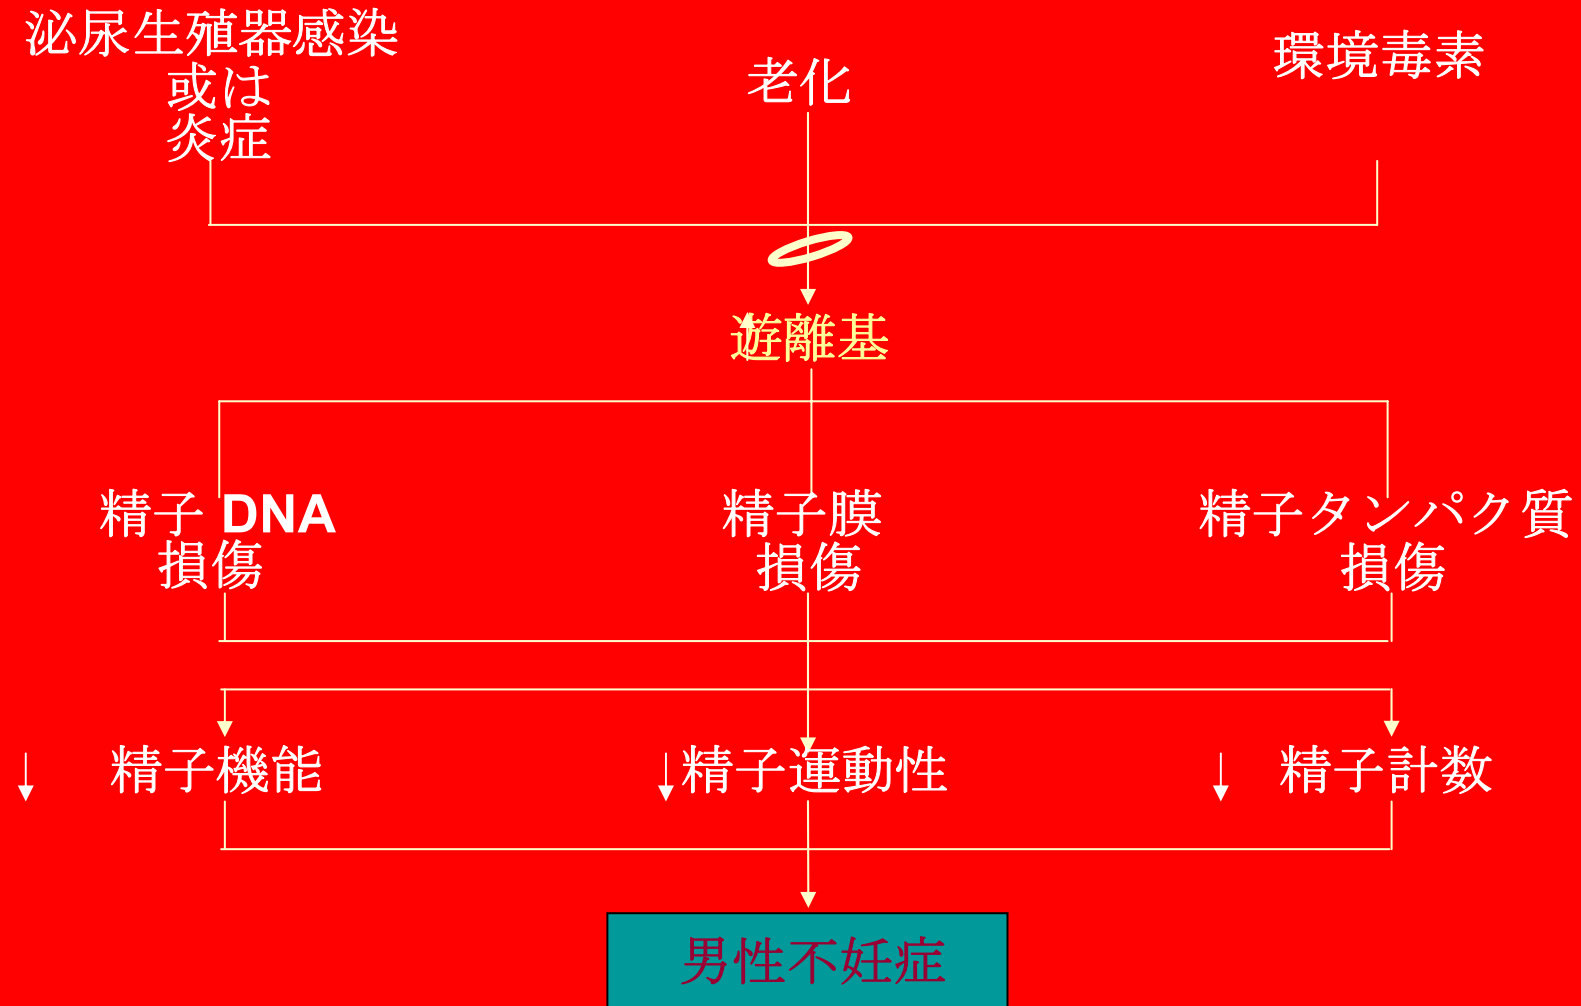 泌尿生殖器感染
或は
炎症
老化
環境毒素
遊離基
精子 DNA
損傷
精子膜
損傷
精子タンパク質
損傷
精子機能
精子運動性
精子計数
男性不妊症